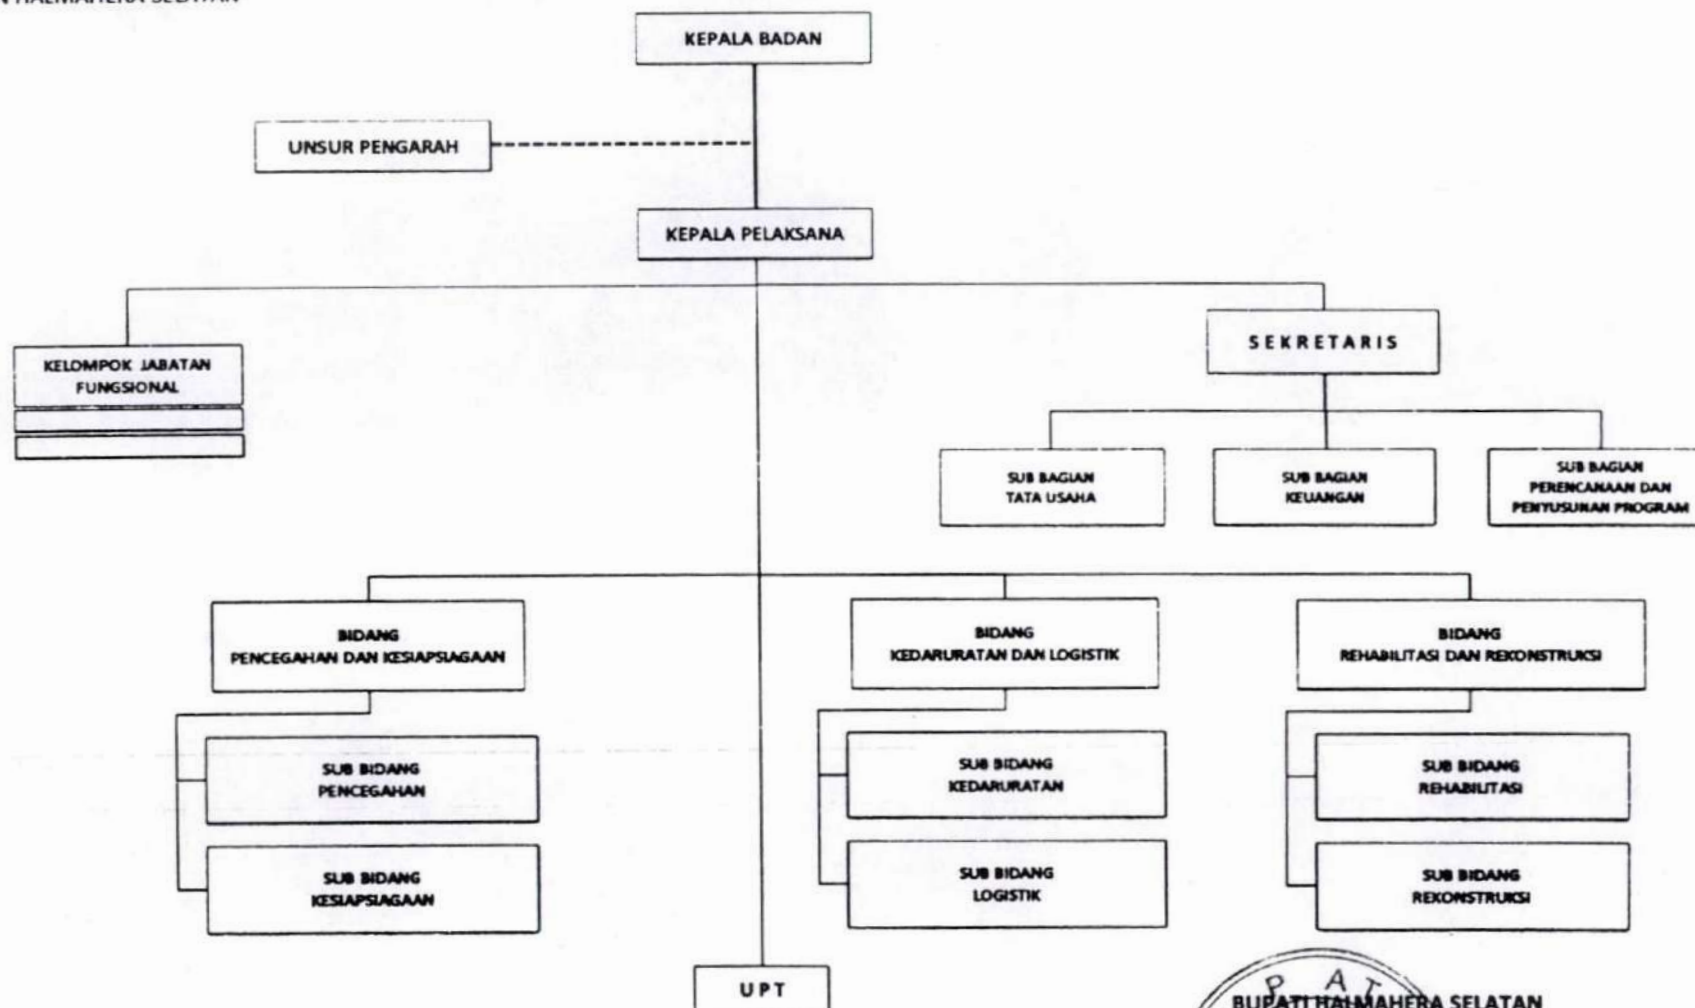 HALMAHERA SELATAN
KEPALA BADAN
UNSUR PENGARAH
KEPALA PELAKSANA
KELOMPOK JABATAN
FUNGSIONAL
SEKRETARIS
SUB BAGIAN
TATA USAHA
SUB BAGIAN
KEUANGAN
SUB BAGIAN
PERENCANAAN DAN
PENYUSUNAN PROGRAM
BIDANG
PENCEGAHAN DAN KESIAPSIAGAAN
BIDANG
KEDARURATAN DAN LOGISTIK
BIDANG
REHABILITASI DAN REKONSTRUKSI
SUB BIDANG
PENCEGAHAN
SUB BIDANG
KESIAPSIAGAAN
SUB BIDANG
KEDARURATAN
SUB BIDANG
LOGISTIK
SUB BIDANG
REHABILITASI
SUB BIDANG
REKONSTRUKSI
UPT
P A T
BUPATI HALMAHERA SELATAN